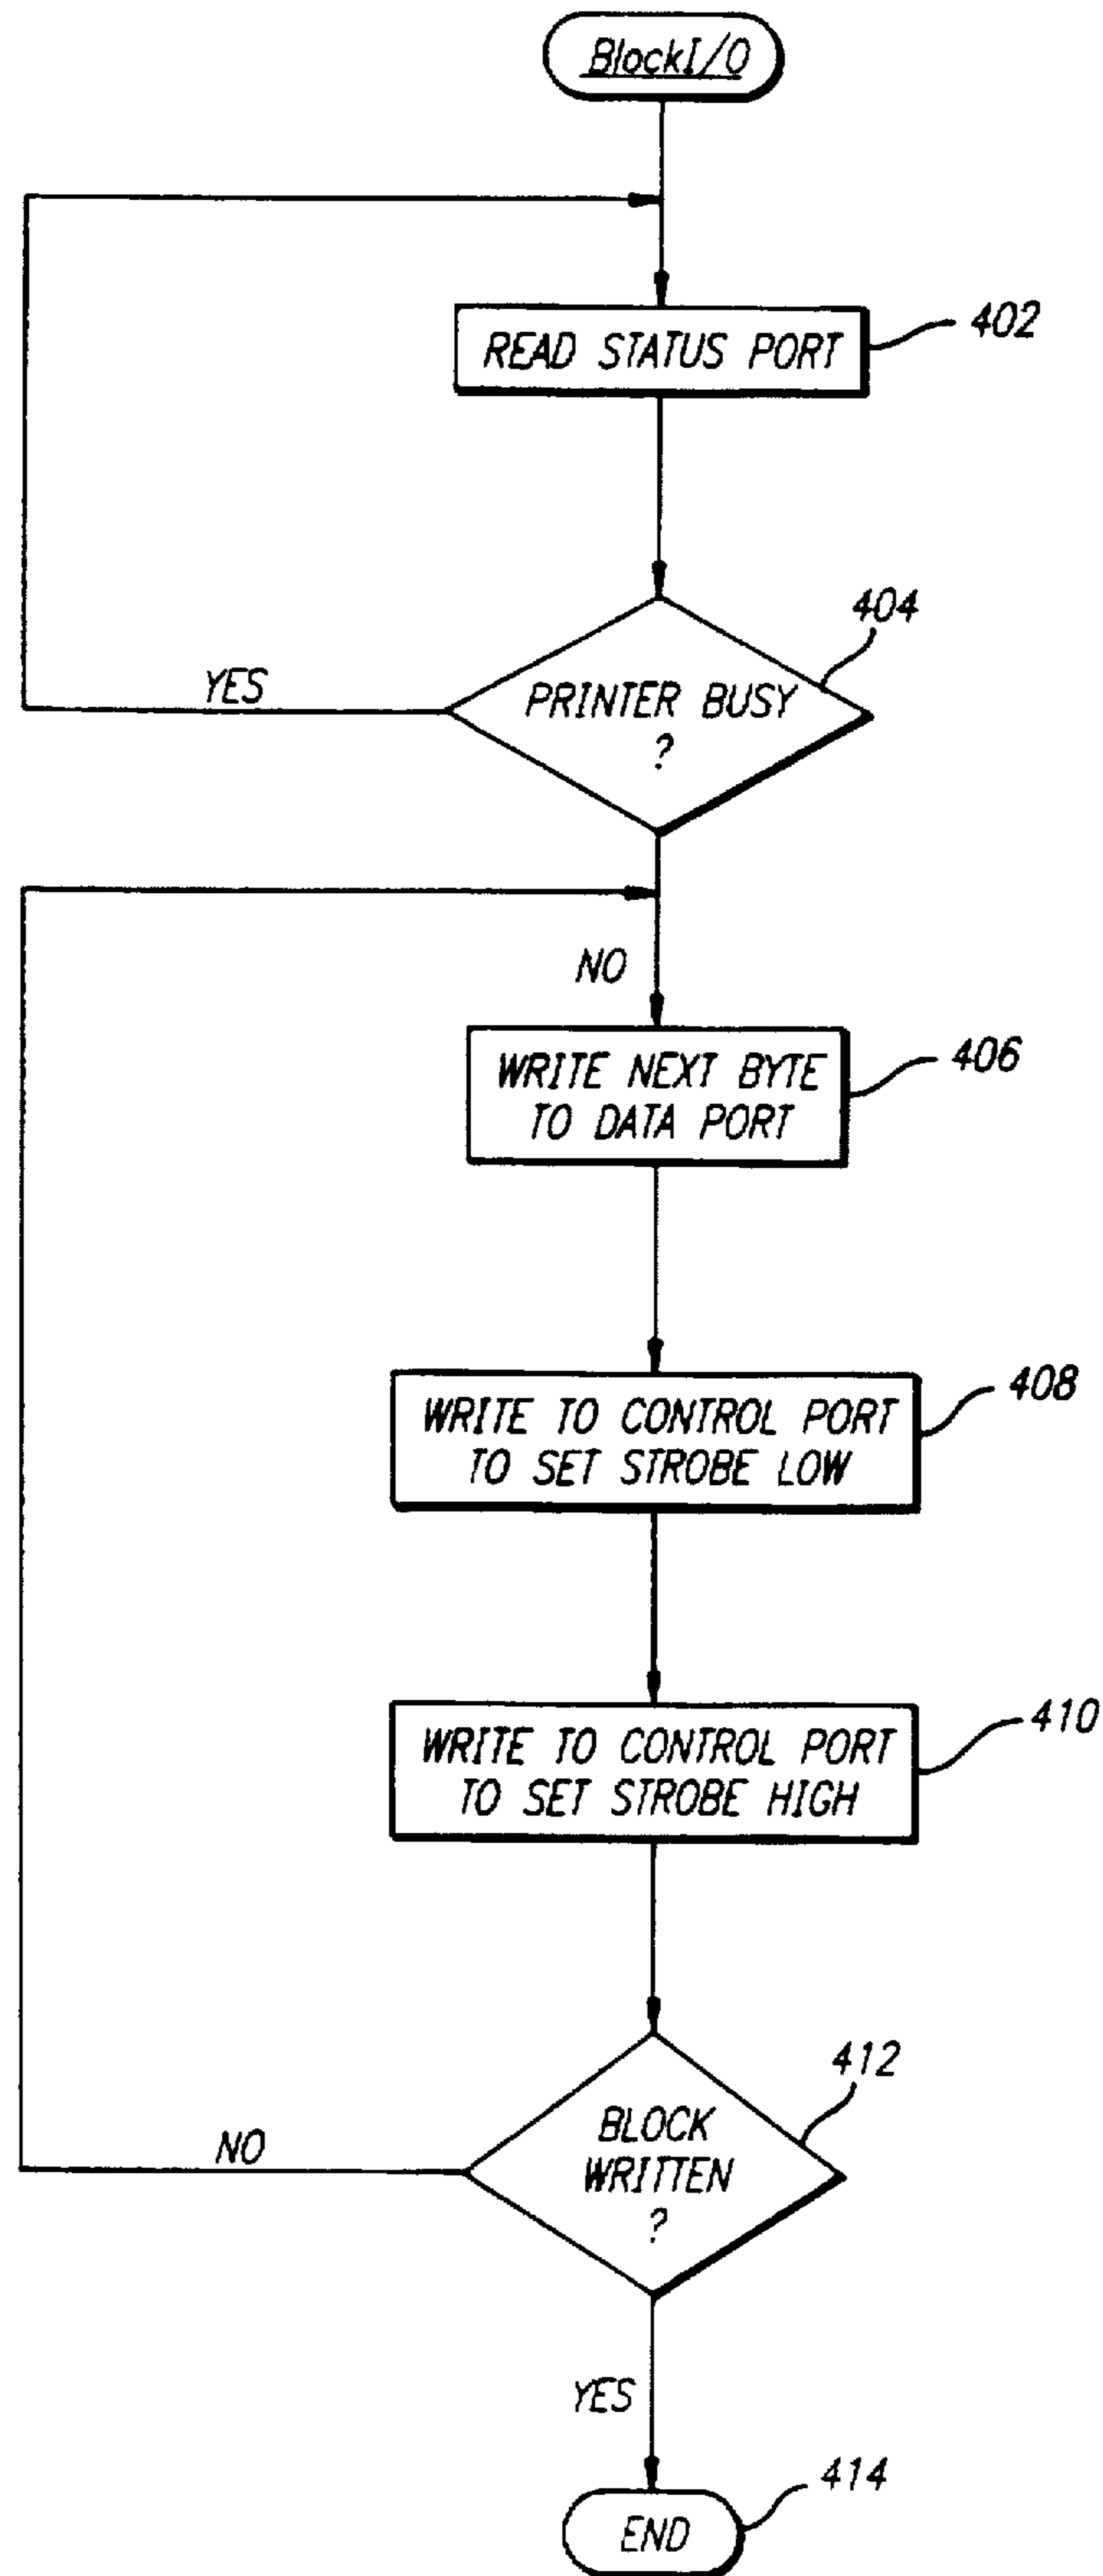 BlockI/O
READ STATUS PORT
402
404
YES
PRINTER BUSY
?
NO
WRITE NEXT BYTE
TO DATA PORT
406
WRITE TO CONTROL PORT
TO SET STROBE LOW
408
WRITE TO CONTROL PORT
TO SET STROBE HIGH
410
412
NO
BLOCK
WRITTEN
?
YES
414
END